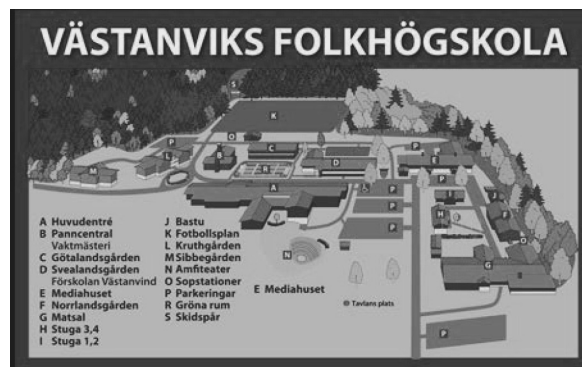 VÄSTANVIKS FOLKHÖGSKOLA
S
K
P
O
L
B
C
P
E
M
R
D
A
P
P
P
I
J
H
F
O
N
G
P
A Huvudentré
B Panncentral
Vaktmästeri
C Götalandsgården
D Svealandsgården
Förskolan Västanvind
E Mediahuset
F Norrlandsgården
G Matsal
H Stuga 3,4
I Stuga 1,2
J Bastu
K Fotbollsplan
L Kruthgården
M Sibbegården
N Amfiteater
O Sopstationer
P Parkeringar
R Gröna rum
S Skidspår
E Mediahuset
Tavlans plats